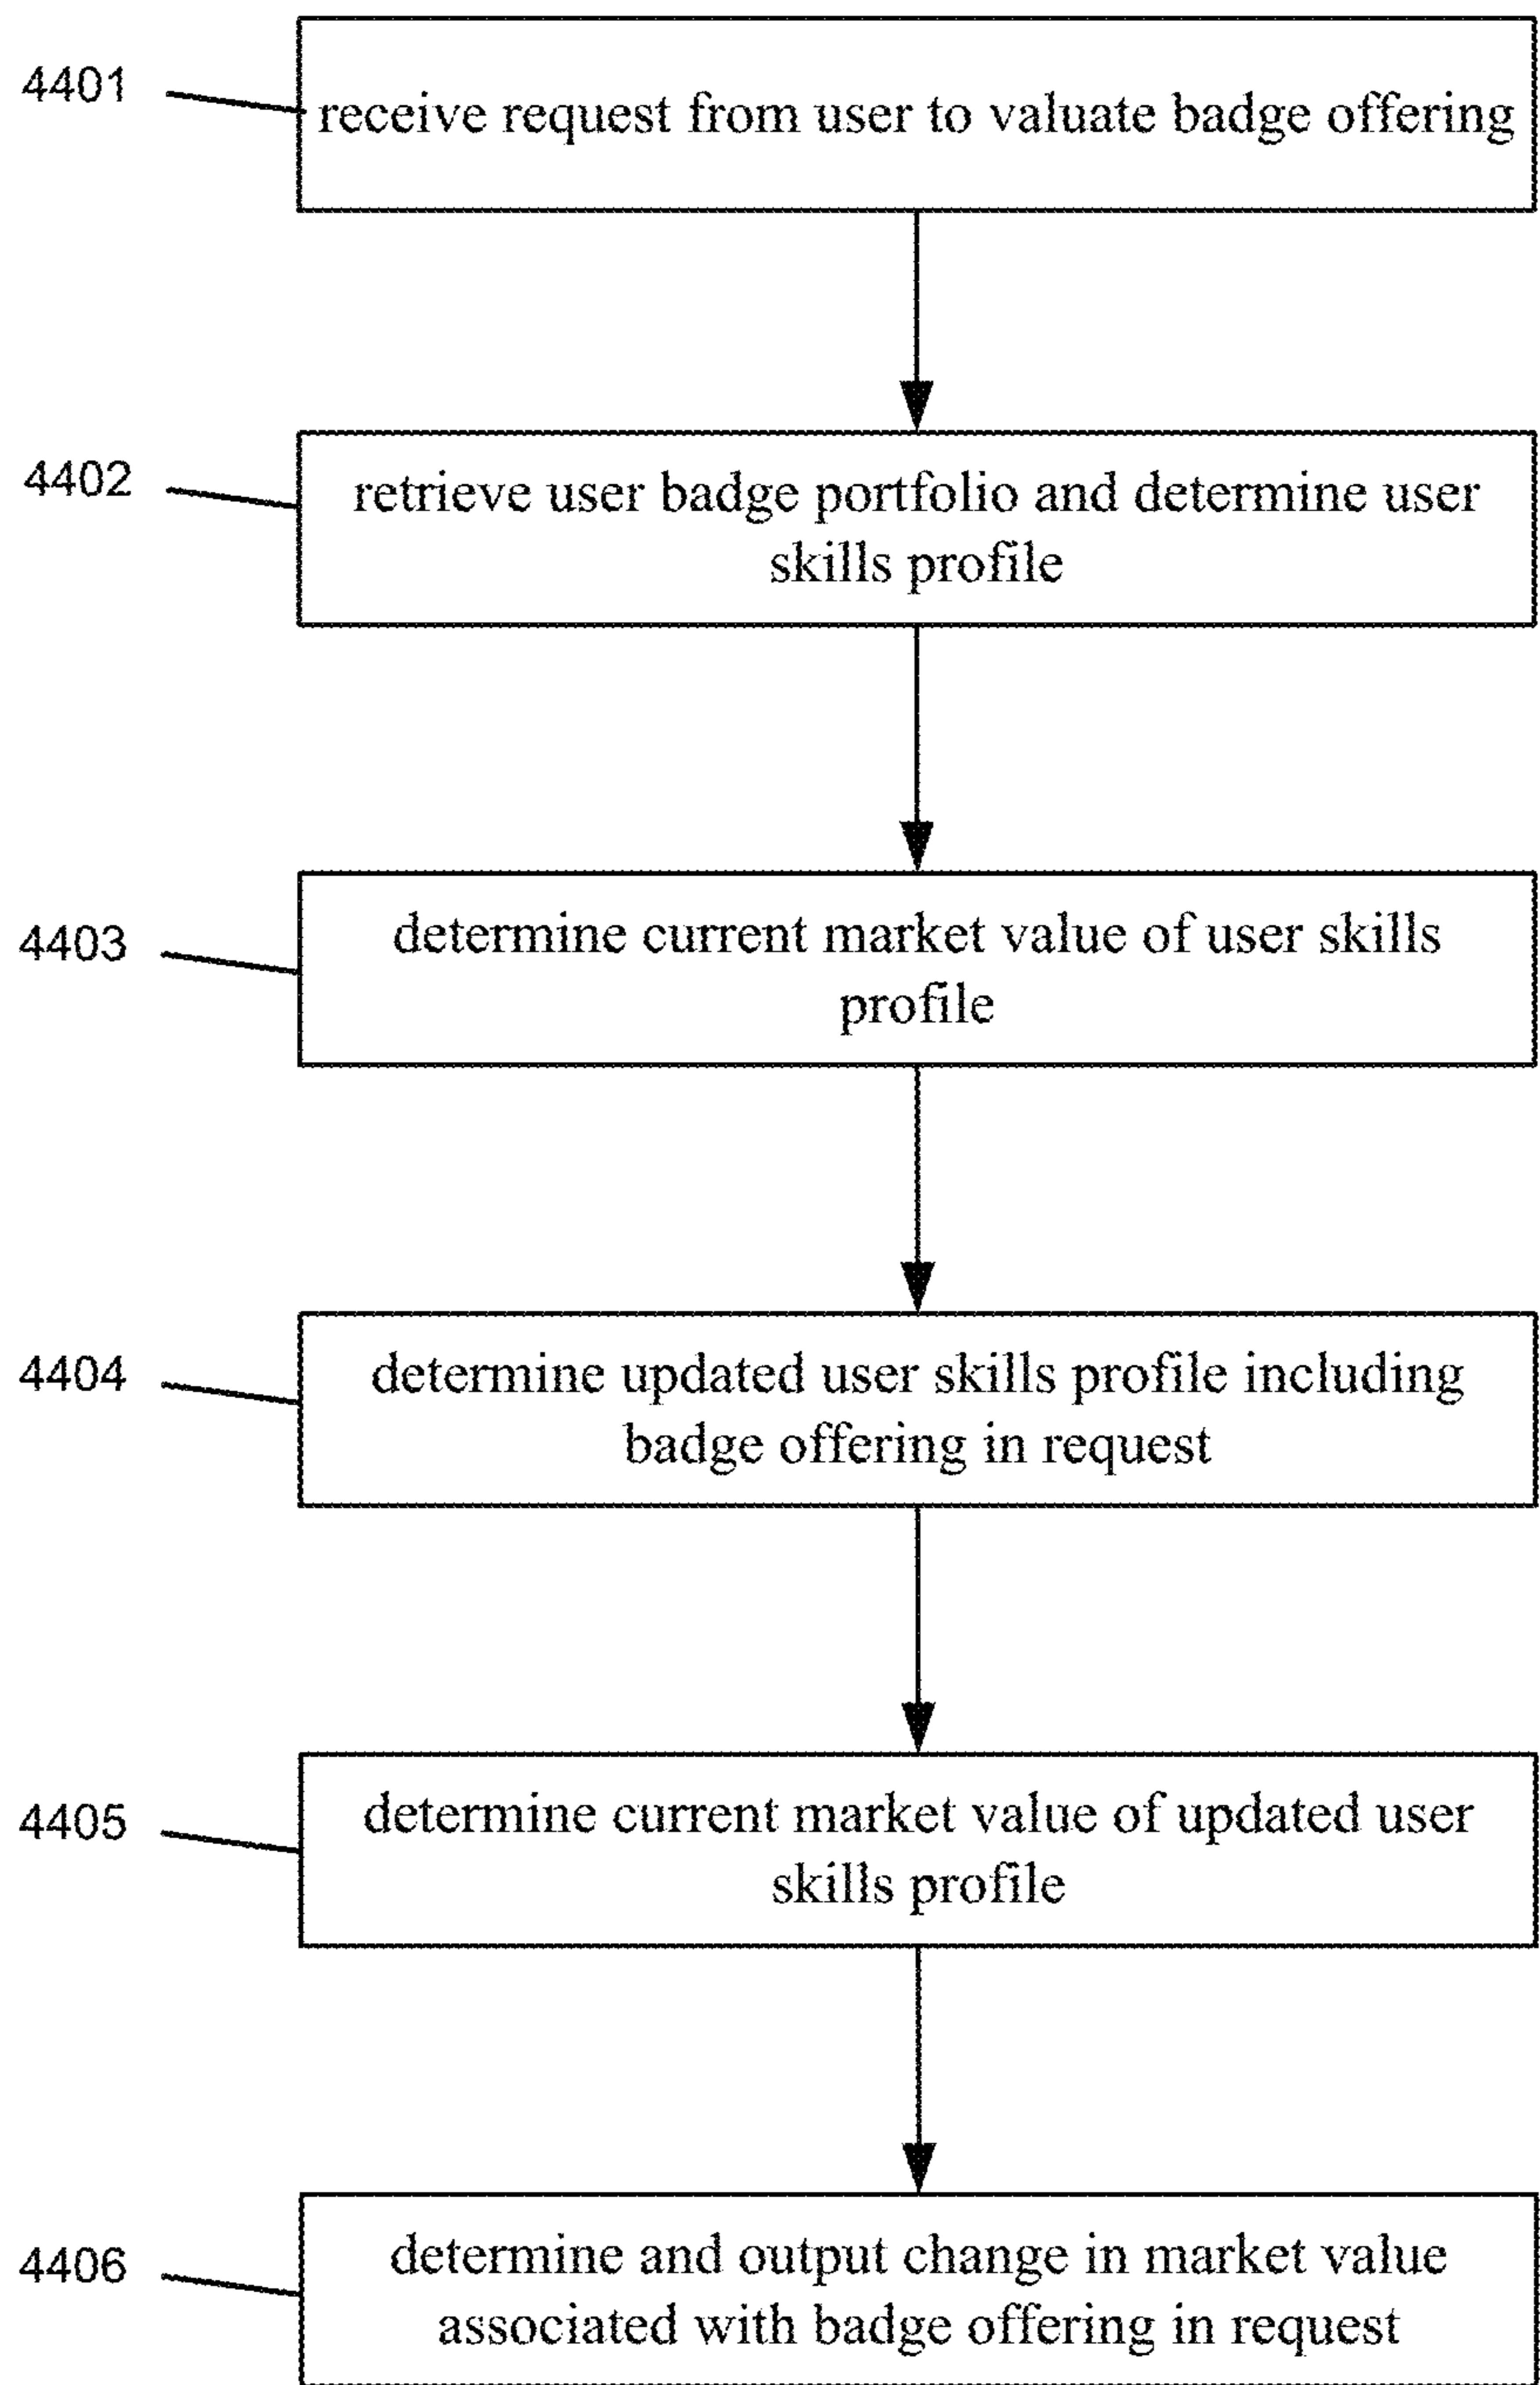 4401
receive request from user to valuate badge offering
4402
retrieve user badge portfolio and determine user
skills profile
4403
determine current market value of user skills
profile
4404
determine updated user skills profile including
badge offering in request
4405
determine current market value of updated user
skills profile
4406
determine and output change in market value
associated with badge offering in request